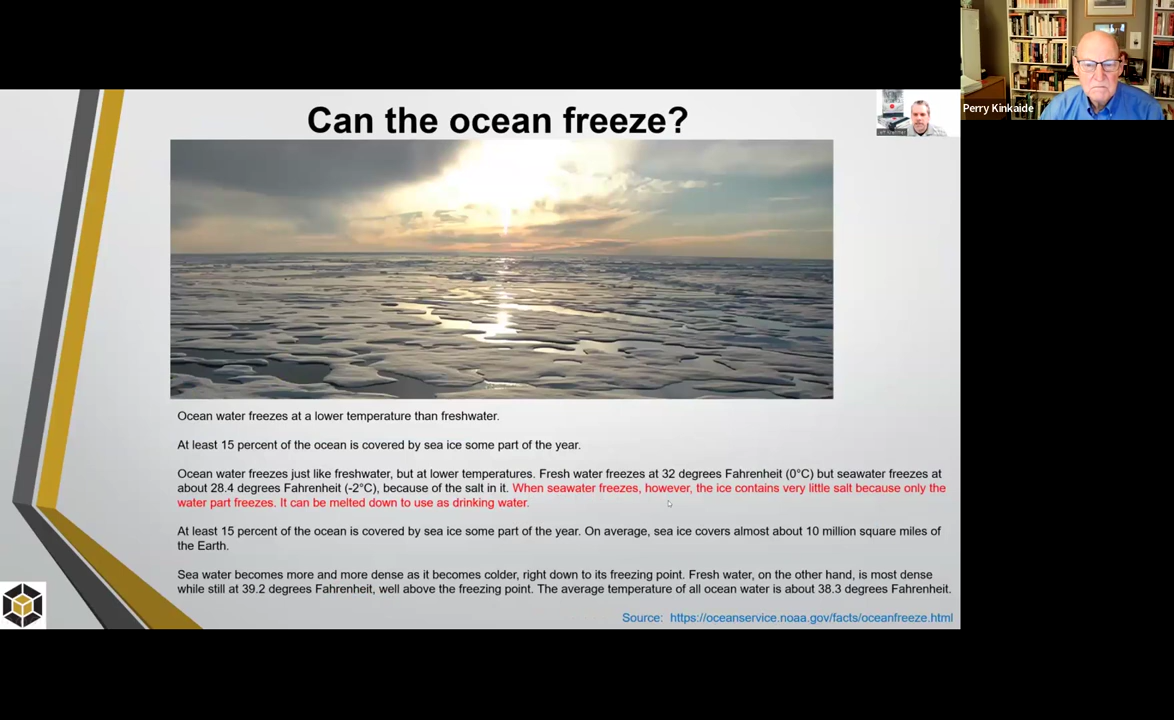 Can the ocean freeze?
Perry Kinkaide
Ocean water freezes at a lower temperature than freshwater.
At least 15 percent of the ocean is covered by sea ice some part of the year.
Ocean water freezes just like freshwater, but at lower temperatures. Fresh water freezes at 32 degrees Fahrenheit (0°C) but seawater freezes at
about 28.4 degrees Fahrenheit (-2°C), because of the salt in it. When seawater freezes, however, the ice contains very little salt because only the
water part freezes. It can be melted down to use as drinking water.
At least 15 percent of the ocean is covered by sea ice some part of the year. On average, sea ice covers almost about 10 million square miles of
the Earth.
Sea water becomes more and more dense as it becomes colder, right down to its freezing point. Fresh water, on the other hand, is most dense
while still at 39.2 degrees Fahrenheit, well above the freezing point. The average temperature of all ocean water is about 38.3 degrees Fahrenheit.
Source: https://oceanservice.noaa.gov/facts/oceanfreeze.html